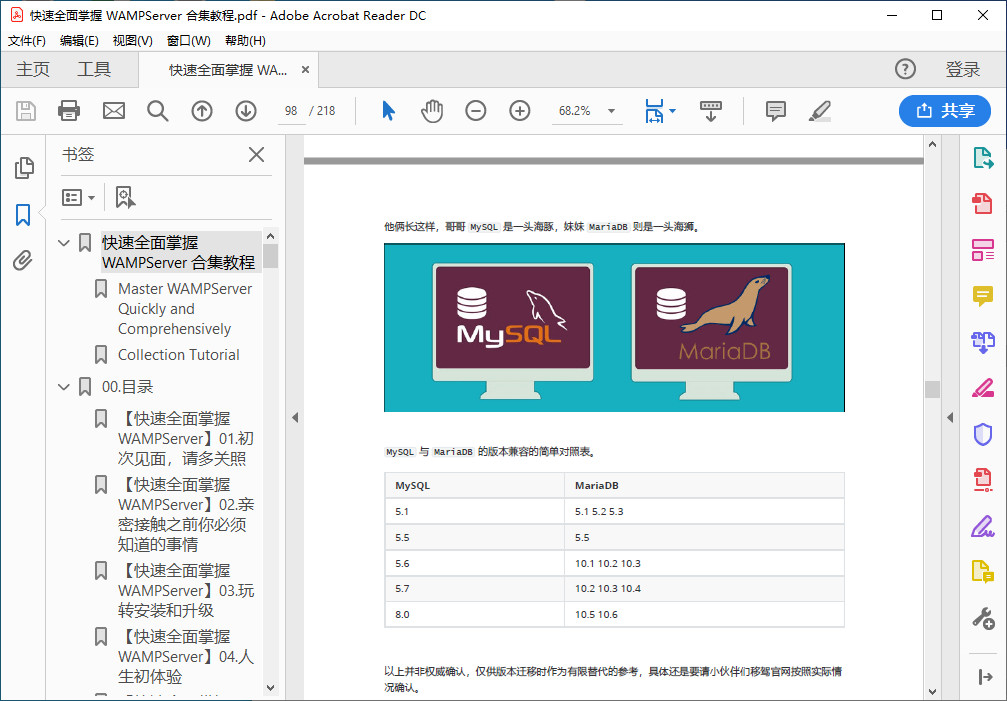 快速全面掌握 WAMPServer 合集教程.pdf - Adobe Acrobat Reader DC
文件(F) 编辑(E) 视图(V) 窗口(W) 帮助(H)
主页 工具 快速全面掌握 WA... 登录
98 / 218 68.2% 共享
书签
快速全面掌握
WAMPServer 合集教程
Master WAMPServer
Quickly and
Comprehensively
Collection Tutorial
00.目录
【快速全面掌握
WAMPServer】01.初
次见面，请多关照
【快速全面掌握
WAMPServer】02.亲
密接触之前你必须
知道的事情
【快速全面掌握
WAMPServer】03.玩
转安装和升级
【快速全面掌握
WAMPServer】04.人
生初体验
他俩长这样，哥哥 MySQL 是一头海豚，妹妹 MariaDB 则是一头海狮。
MySQL
MariaDB
MySQL 与 MariaDB 的版本兼容的简单对照表。
MySQL MariaDB
5.1 5.1 5.2 5.3
5.5 5.5
5.6 10.1 10.2 10.3
5.7 10.2 10.3 10.4
8.0 10.5 10.6
以上并非权威确认，仅供版本迁移时作为有限替代的参考，具体还是要请小伙伴们移驾官网按照实际情
况确认。